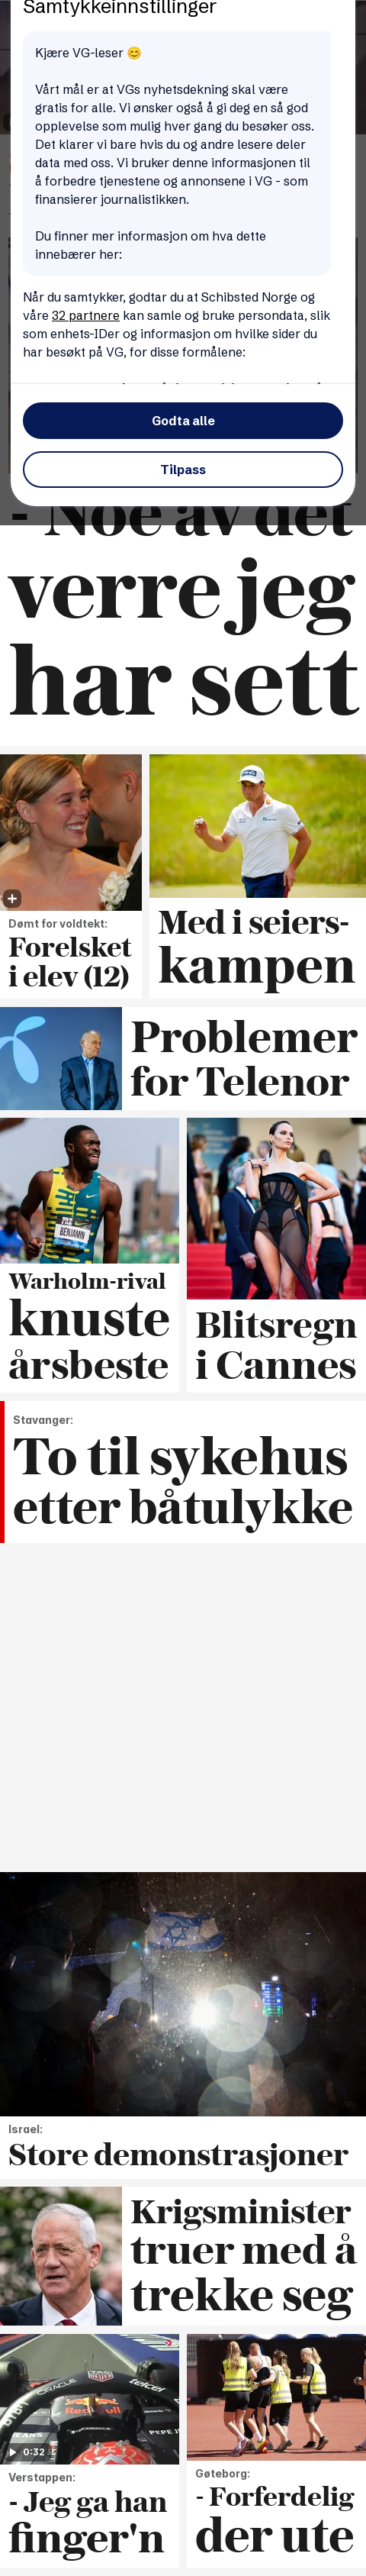 Samtykkeinnstillinger
Kjære VG-leser 😊
Vårt mål er at VGs nyhetsdekning skal være
gratis for alle. Vi ønsker også å gi deg en så god
opplevelse som mulig hver gang du besøker oss.
Det klarer vi bare hvis du og andre lesere deler
data med oss. Vi bruker denne informasjonen til
å forbedre tjenestene og annonsene i VG - som
finansierer journalistikken.
Du finner mer informasjon om hva dette
innebærer her:
Når du samtykker, godtar du at Schibsted Norge og
våre 32 partnere kan samle og bruke persondata, slik
som enhets-IDer og informasjon om hvilke sider du
har besøkt på VG, for disse formålene:
Godta alle
Tilpass
- Noe av det
verre jeg
har sett
Dømt for voldtekt:
Forelsket
i elev (12)
PING
Med i seiers-
kampen
Problemer
for Telenor
BENJAMIN
Warholm-rival
knuste
årsbeste
Blitsregn
i Cannes
Stavanger:
To til sykehus
etter båtulykke
Israel:
Store demonstrasjoner
Krigsminister
truer med å
trekke seg
ORACLE
telcel
Red Bull
0:32
Verstappen:
- Jeg ga han
finger'n
Gøteborg:
- Forferdelig
der ute